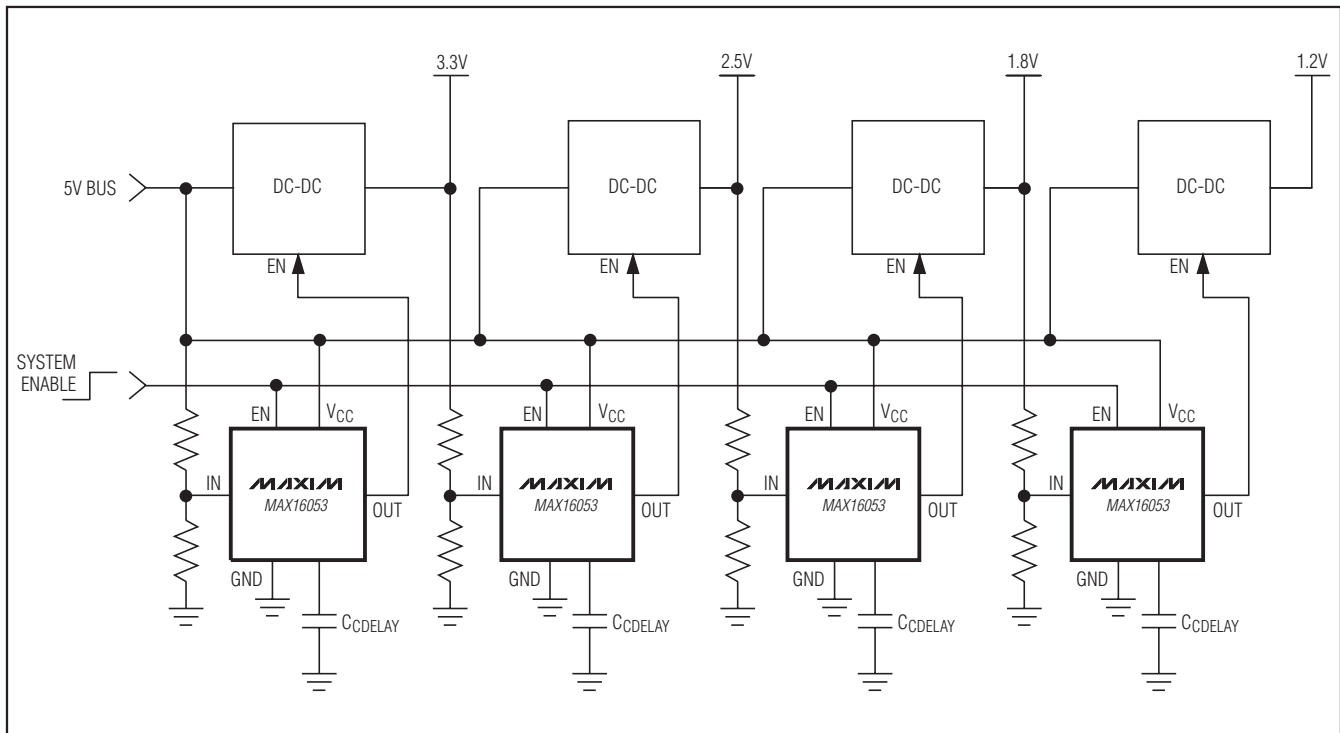 3.3V
2.5V
1.8V
1.2V
5V BUS
DC-DC
DC-DC
DC-DC
DC-DC
EN
EN
EN
EN
SYSTEM
ENABLE
EN
VCC
EN
VCC
EN
VCC
EN
VCC
IN
MAXIM
MAX16053
OUT
IN
MAXIM
MAX16053
OUT
IN
MAXIM
MAX16053
OUT
IN
MAXIM
MAX16053
OUT
GND
GND
GND
GND
CCDELAY
CCDELAY
CCDELAY
CCDELAY